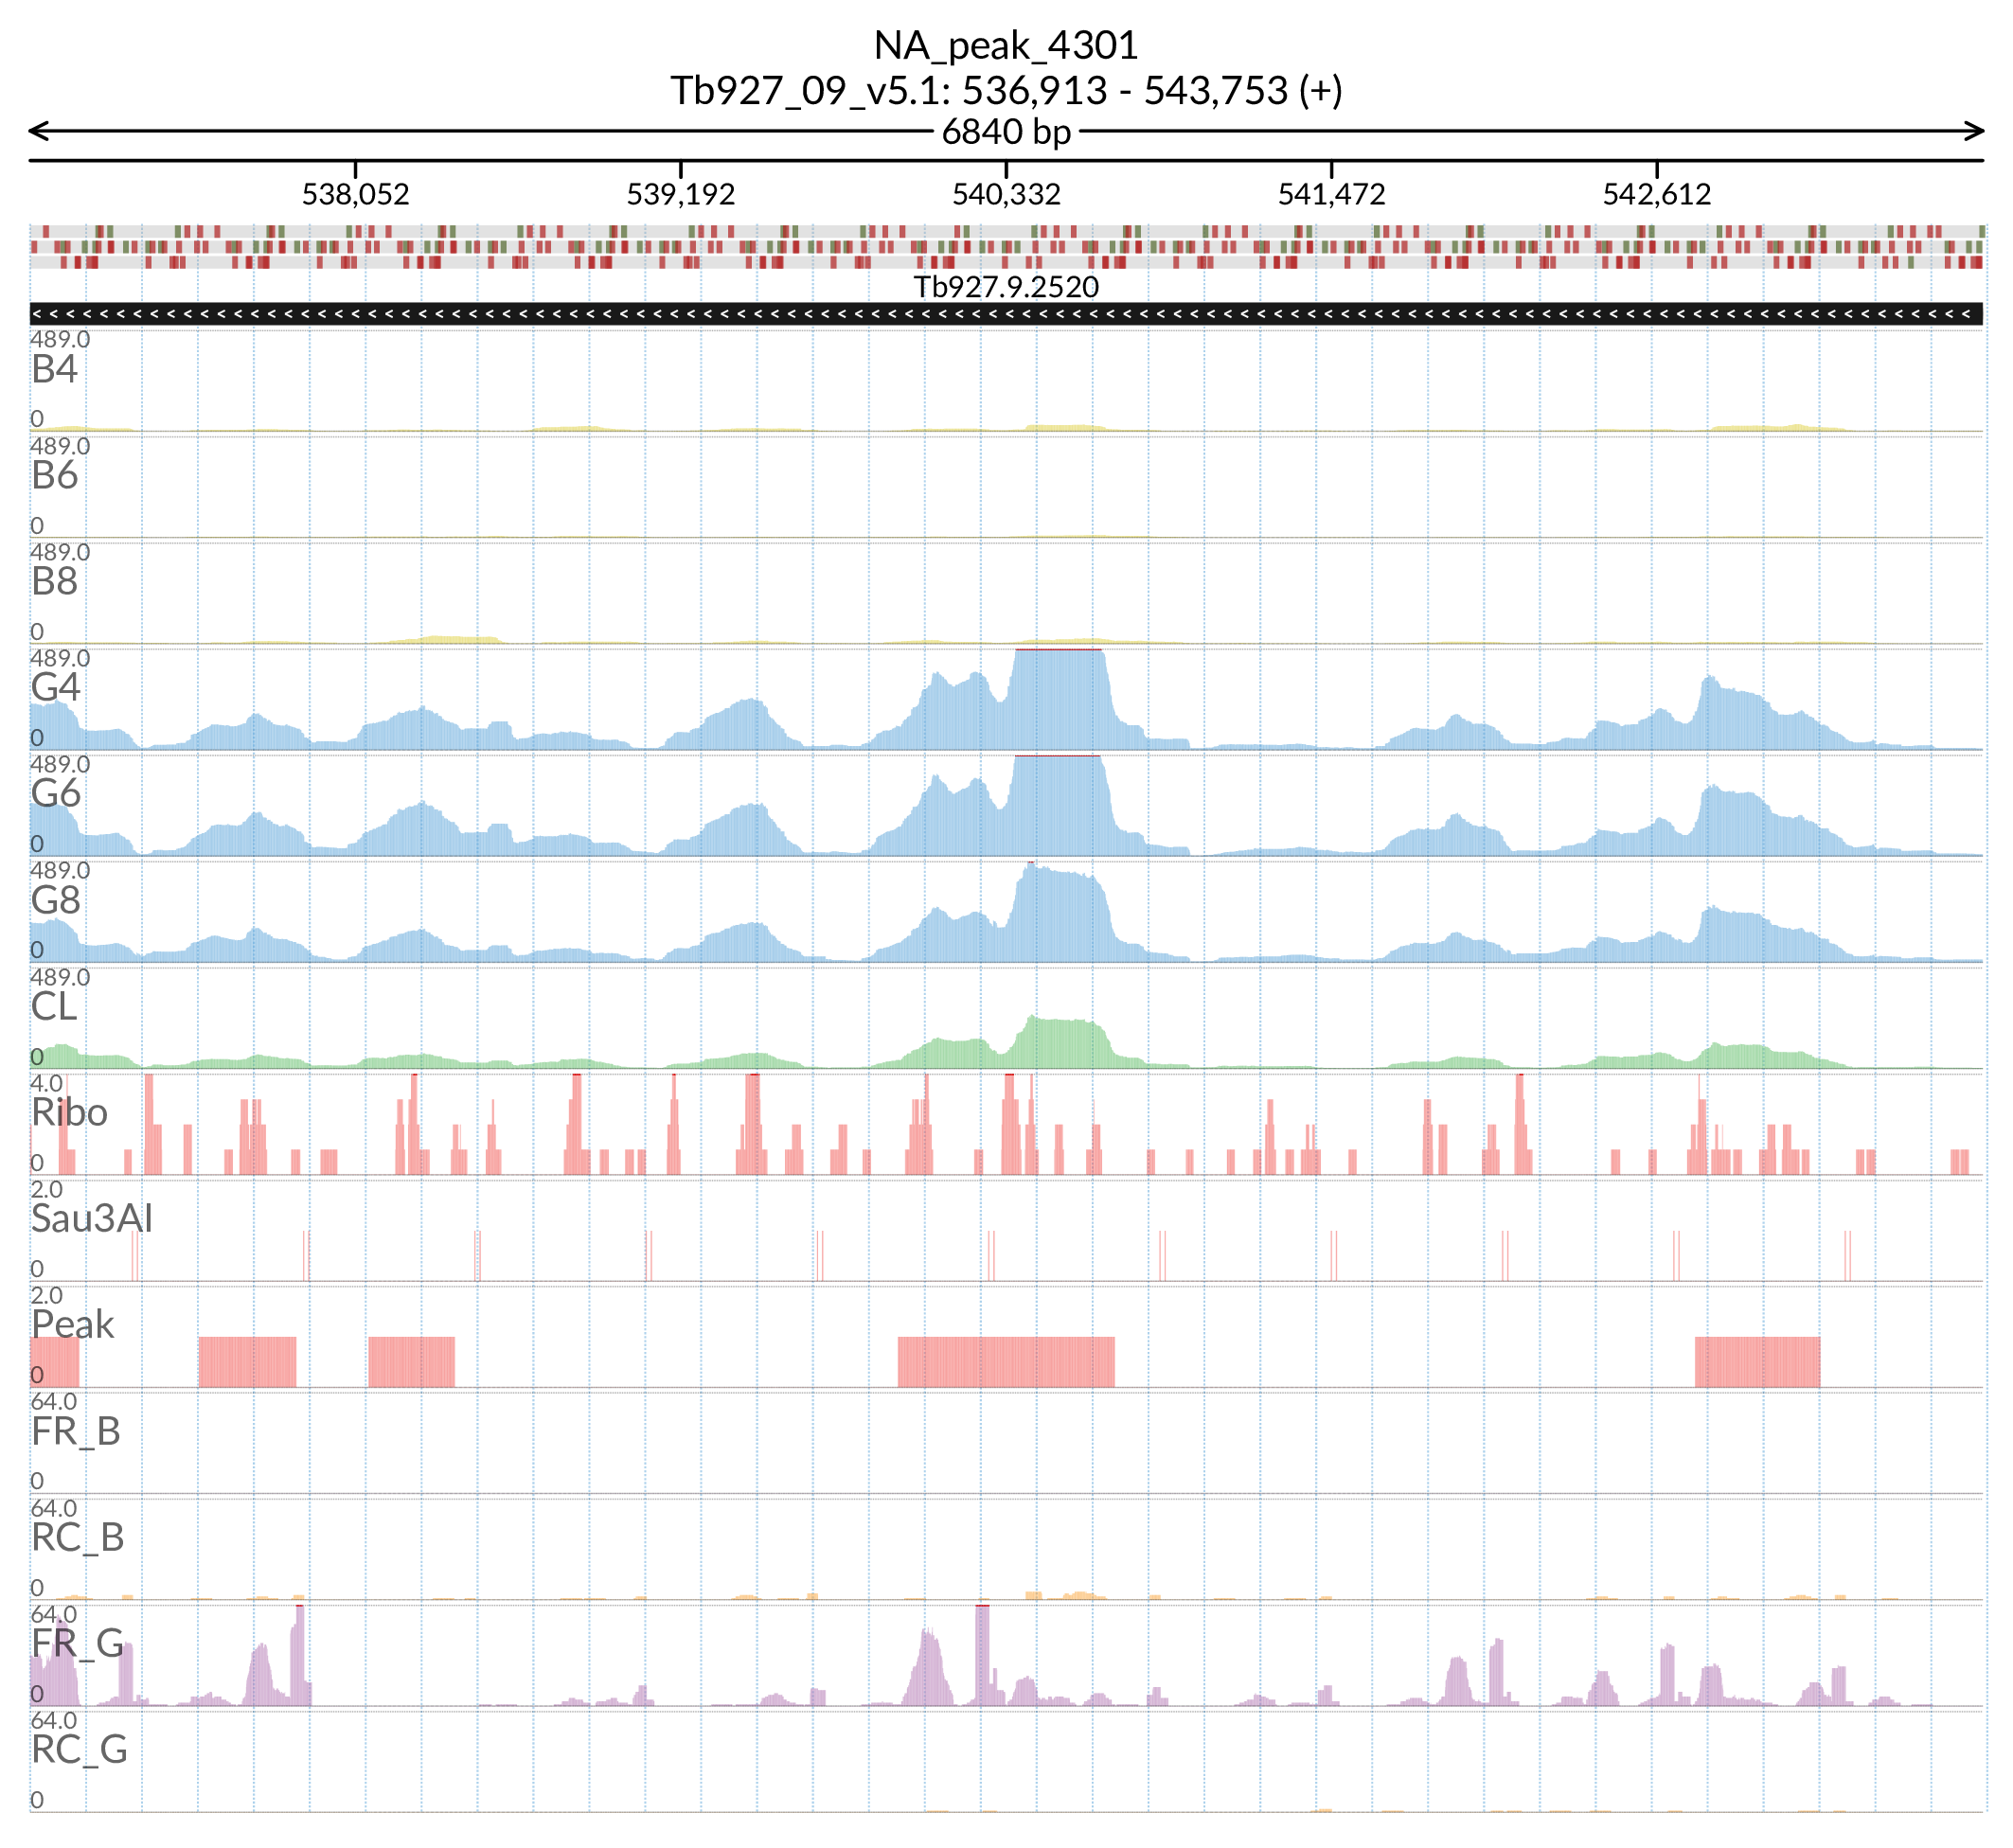 NA_peak_4301
Tb927_09_v5.1: 536,913 - 543,753 (+)
6840 bp
538,052 539,192 540,332 541,472 542,612
Tb927.9.2520
489.0
B4
0
489.0
B6
0
489.0
B8
0
489.0
G4
0
489.0
G6
0
489.0
G8
0
489.0
CL
0
4.0
Ribo
0
2.0
Sau3AI
0
2.0
Peak
0
64.0
FR_B
0
64.0
RC_B
0
64.0
FR_G
0
64.0
RC_G
0